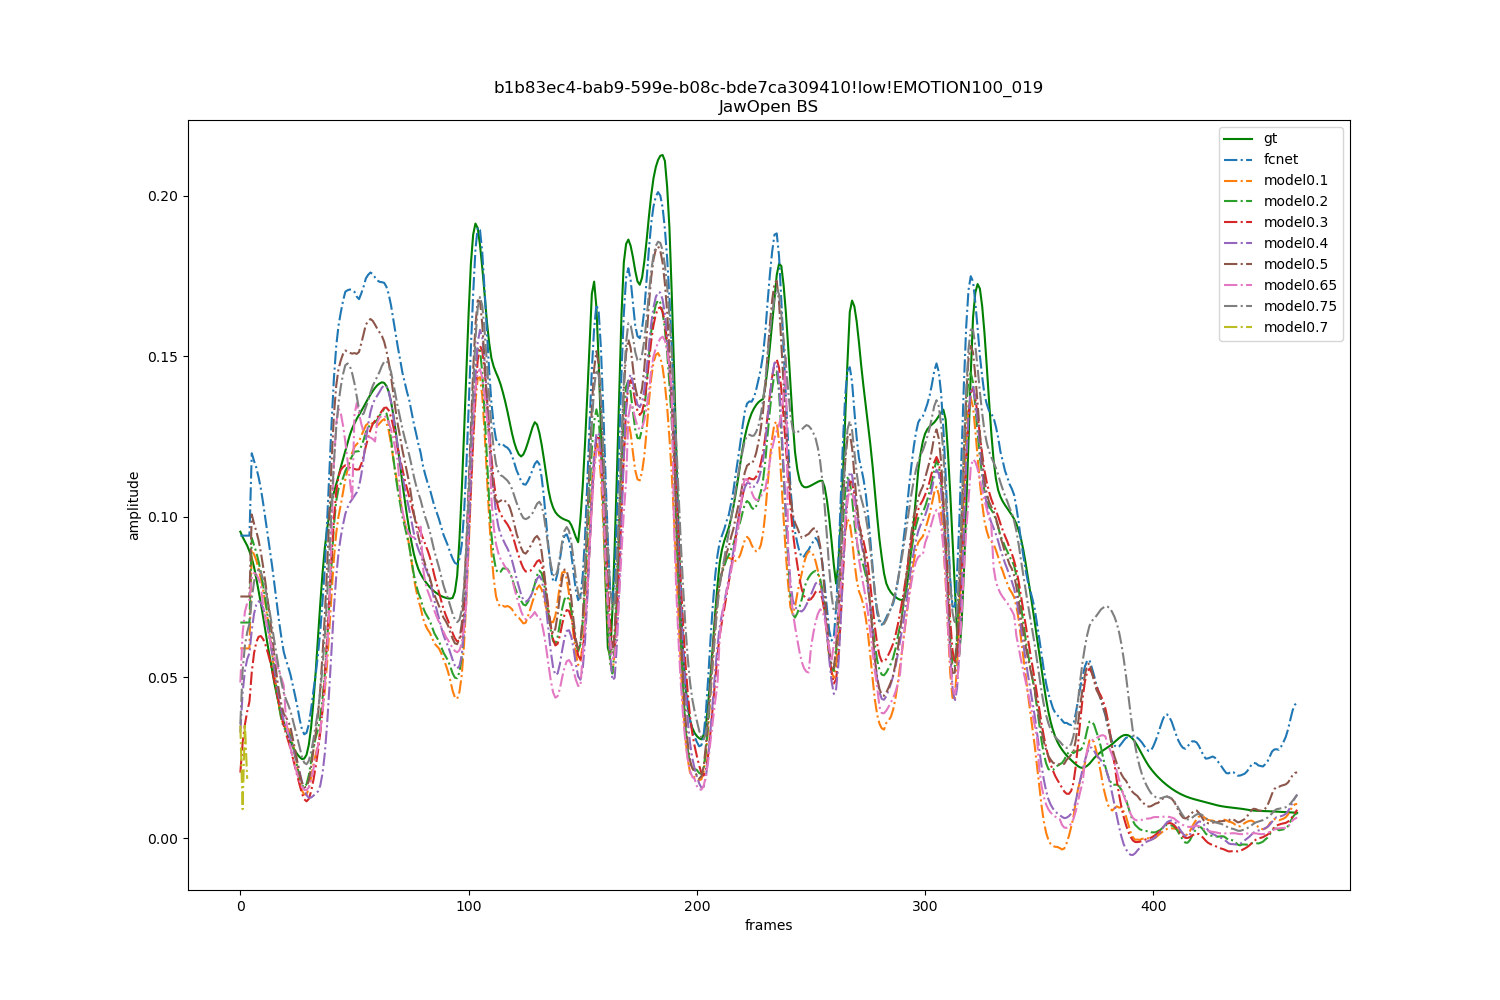 b1b83ec4-bab9-599e-b08c-bde7ca309410!low!EMOTION100_019
JawOpen BS
gt
fcnet
model0.1
model0.2
model0.3
model0.4
model0.5
model0.65
model0.75
model0.7
0.20
0.15
0.10
0.05
0.00
amplitude
0
100
200
300
400
frames